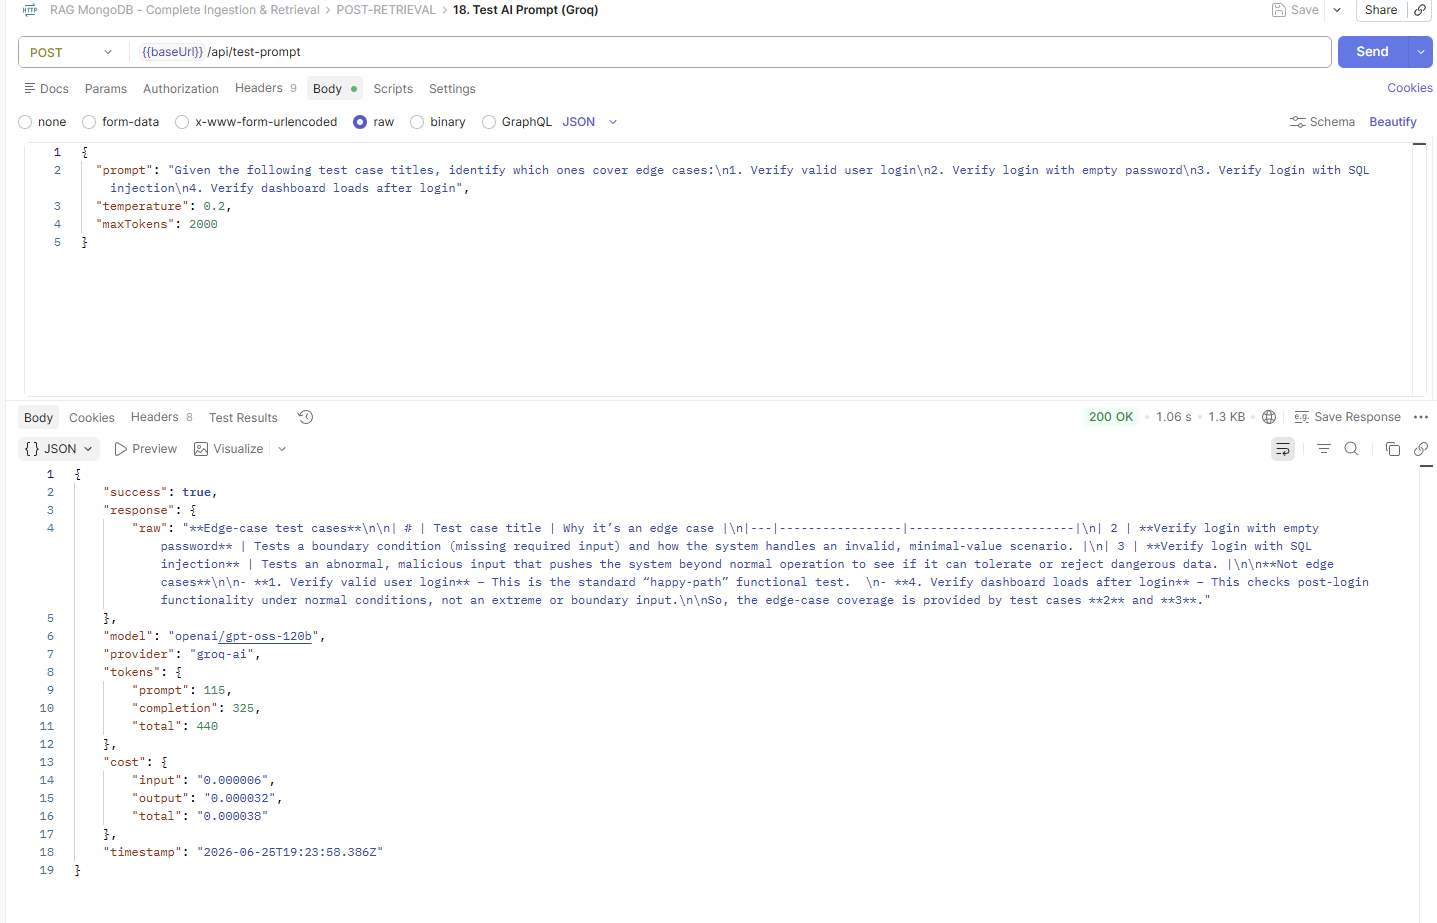 HTTP RAG MongoDB - Complete Ingestion & Retrieval > POST-RETRIEVAL > 18. Test AI Prompt (Groq) Save Share
POST {{baseUrl}} /api/test-prompt Send
Docs Params Authorization Headers 9 Body Scripts Settings Cookies
none form-data x-www-form-urlencoded raw binary GraphQL JSON Schema Beautify
1 {
2 "prompt": "Given the following test case titles, identify which ones cover edge cases:\n1. Verify valid user login\n2. Verify login with empty password\n3. Verify login with SQL
injection\n4. Verify dashboard loads after login",
3 "temperature": 0.2,
4 "maxTokens": 2000
5 }
Body Cookies Headers 8 Test Results 200 OK • 1.06 s • 1.3 KB • e.g. Save Response
{} JSON Preview Visualize
1 {
2 "success": true,
3 "response": {
4 "raw": "**Edge-case test cases**\n\n| # | Test case title | Why it’s an edge case |\n|---|-----------------|-----------------------|\n| 2 | **Verify login with empty
password** | Tests a boundary condition (missing required input) and how the system handles an invalid, minimal-value scenario. |\n| 3 | **Verify login with SQL
injection** | Tests an abnormal, malicious input that pushes the system beyond normal operation to see if it can tolerate or reject dangerous data. |\n\n**Not edge
cases**\n\n- **1. Verify valid user login** – This is the standard “happy-path” functional test.  \n- **4. Verify dashboard loads after login** – This checks post-login
functionality under normal conditions, not an extreme or boundary input.\n\nSo, the edge-case coverage is provided by test cases **2** and **3**."
5 },
6 "model": "openai/gpt-oss-120b",
7 "provider": "groq-ai",
8 "tokens": {
9 "prompt": 115,
10 "completion": 325,
11 "total": 440
12 },
13 "cost": {
14 "input": "0.000006",
15 "output": "0.000032",
16 "total": "0.000038"
17 },
18 "timestamp": "2026-06-25T19:23:58.386Z"
19 }